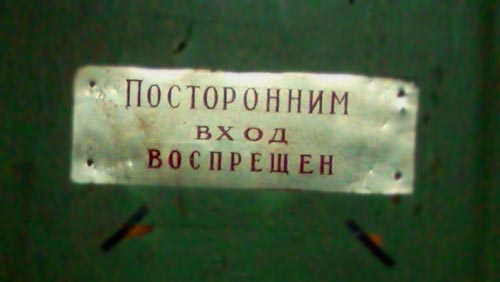 Посторонним
вход
воспрещен